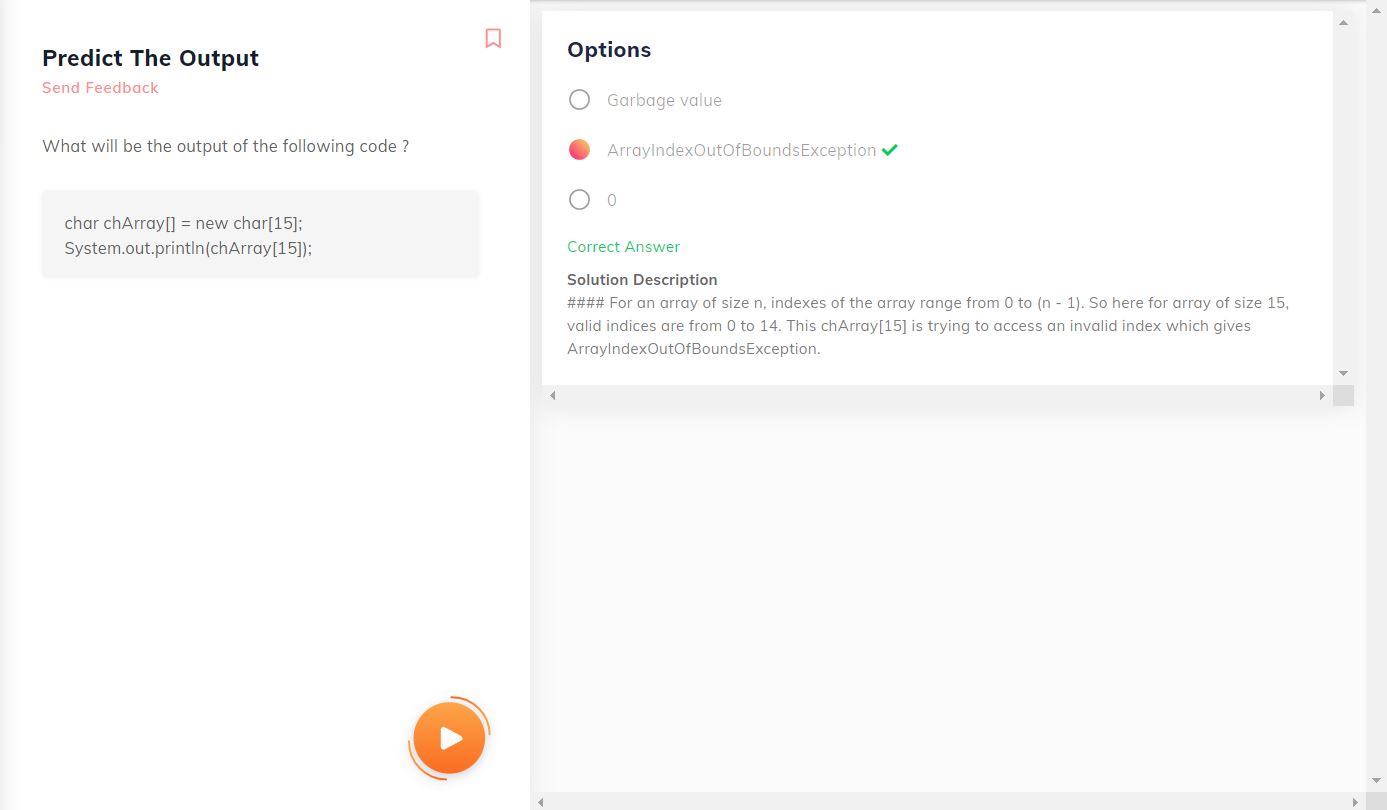 Predict The Output
Send Feedback
What will be the output of the following code ?
char chArray[] = new char[15];
System.out.println(chArray[15]);
Options
Garbage value
ArrayIndexOutOfBoundsException
0
Correct Answer
Solution Description
#### For an array of size n, indexes of the array range from 0 to (n - 1). So here for array of size 15,
valid indices are from 0 to 14. This chArray[15] is trying to access an invalid index which gives
ArrayIndexOutOfBoundsException.